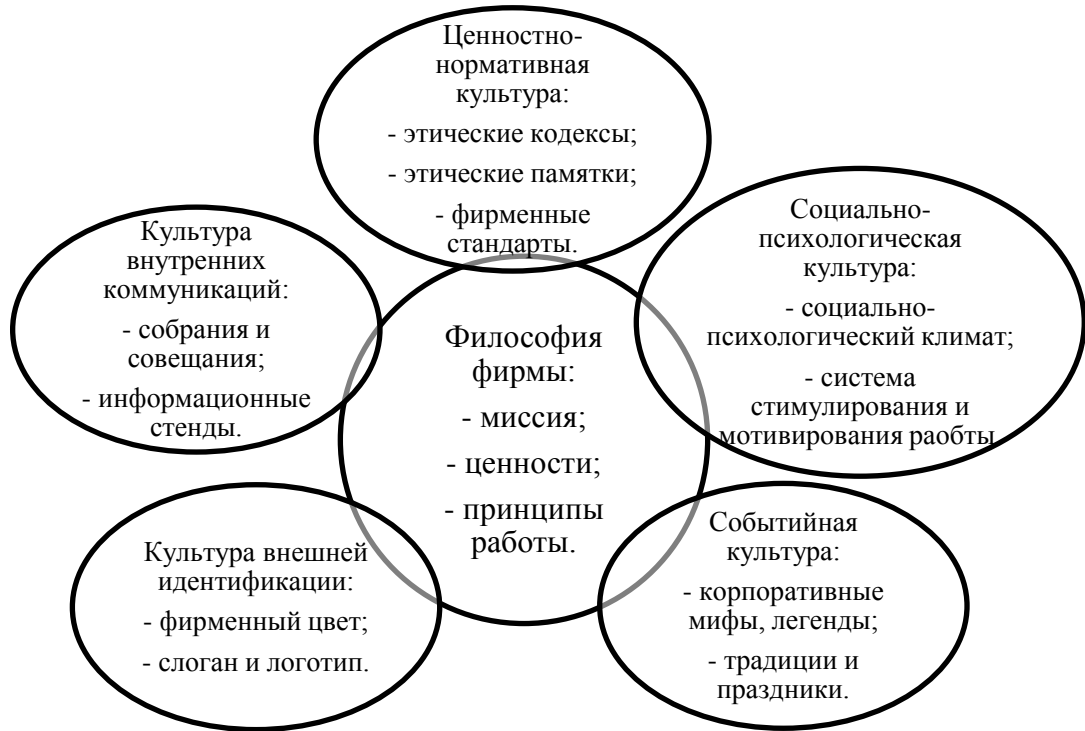 Ценностно-
нормативная
культура:
- этические кодексы;
- этические памятки;
- фирменные
стандарты.
Социально-
психологическая
культура:
- социально-
психологический климат;
- система
стимулирования и
мотивирования раобты
Событийная
культура:
- корпоративные
мифы, легенды;
- традиции и
праздники.
Культура внешней
идентификации:
- фирменный цвет;
- слоган и логотип.
Культура
внутренних
коммуникаций:
- собрания и
совещания;
- информационные
стенды.
Философия
фирмы:
- миссия;
- ценности;
- принципы
работы.